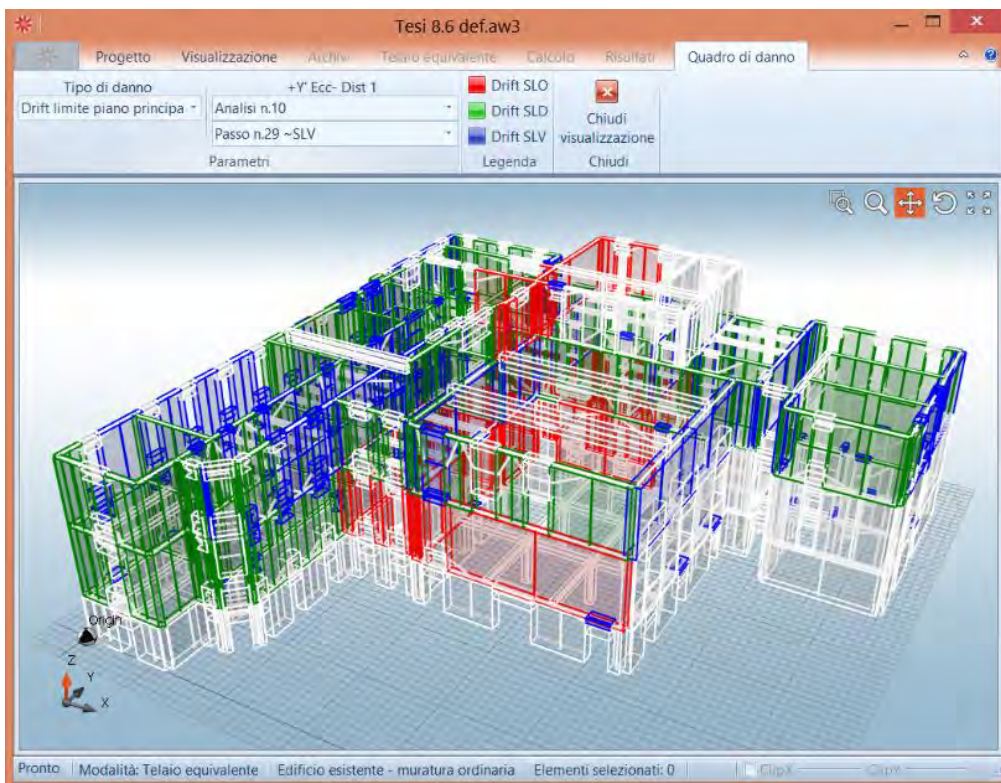 Tesi 8.6 def.aw3
Progetto Visualizzazione Archivi Telaio equivalente Calcolo Risultati Quadro di danno
Tipo di danno
Drift limite piano principa
+Y' Ecc- Dist 1
Analisi n.10
Passo n.29 ~SLV
Parametri
Drift SLO
Drift SLD
Drift SLV
Legenda
Chiudi
visualizzazione
Chiudi
Origin
Z
Y
X
Pronto Modalità: Telaio equivalente Edificio esistente - muratura ordinaria Elementi selezionati: 0 ClipX ClipY